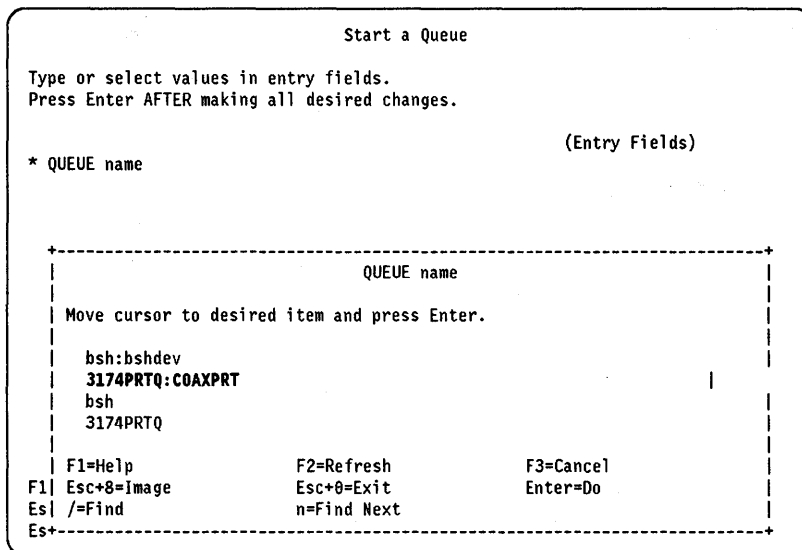 Start a Queue
Type or select values in entry fields.
Press Enter AFTER making all desired changes.
(Entry Fields)
* QUEUE name
+--------------------------------------------------------------------------+
| QUEUE name |
| Move cursor to desired item and press Enter. |
| bsh:bshdev |
| 3174PRTQ:COAXPRT |
| bsh |
| 3174PRTQ |
| F1=Help F2=Refresh F3=Cancel |
F1| Esc+8=Image Esc+0=Exit Enter=Do |
Es| /=Find n=Find Next |
Es+--------------------------------------------------------------------------+